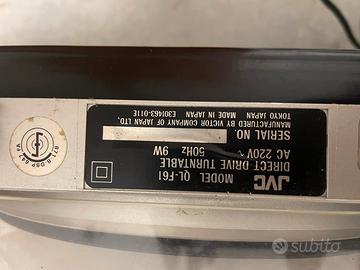 JVC
MODEL QL-F61
DIRECT DRIVE TURNTABLE
AC 220V~ 50Hz 9W
SERIAL NO.
MANUFACTURED BY VICTOR COMPANY OF JAPAN LTD.
TOKYO JAPAN MADE IN JAPAN E301463-011E
subito